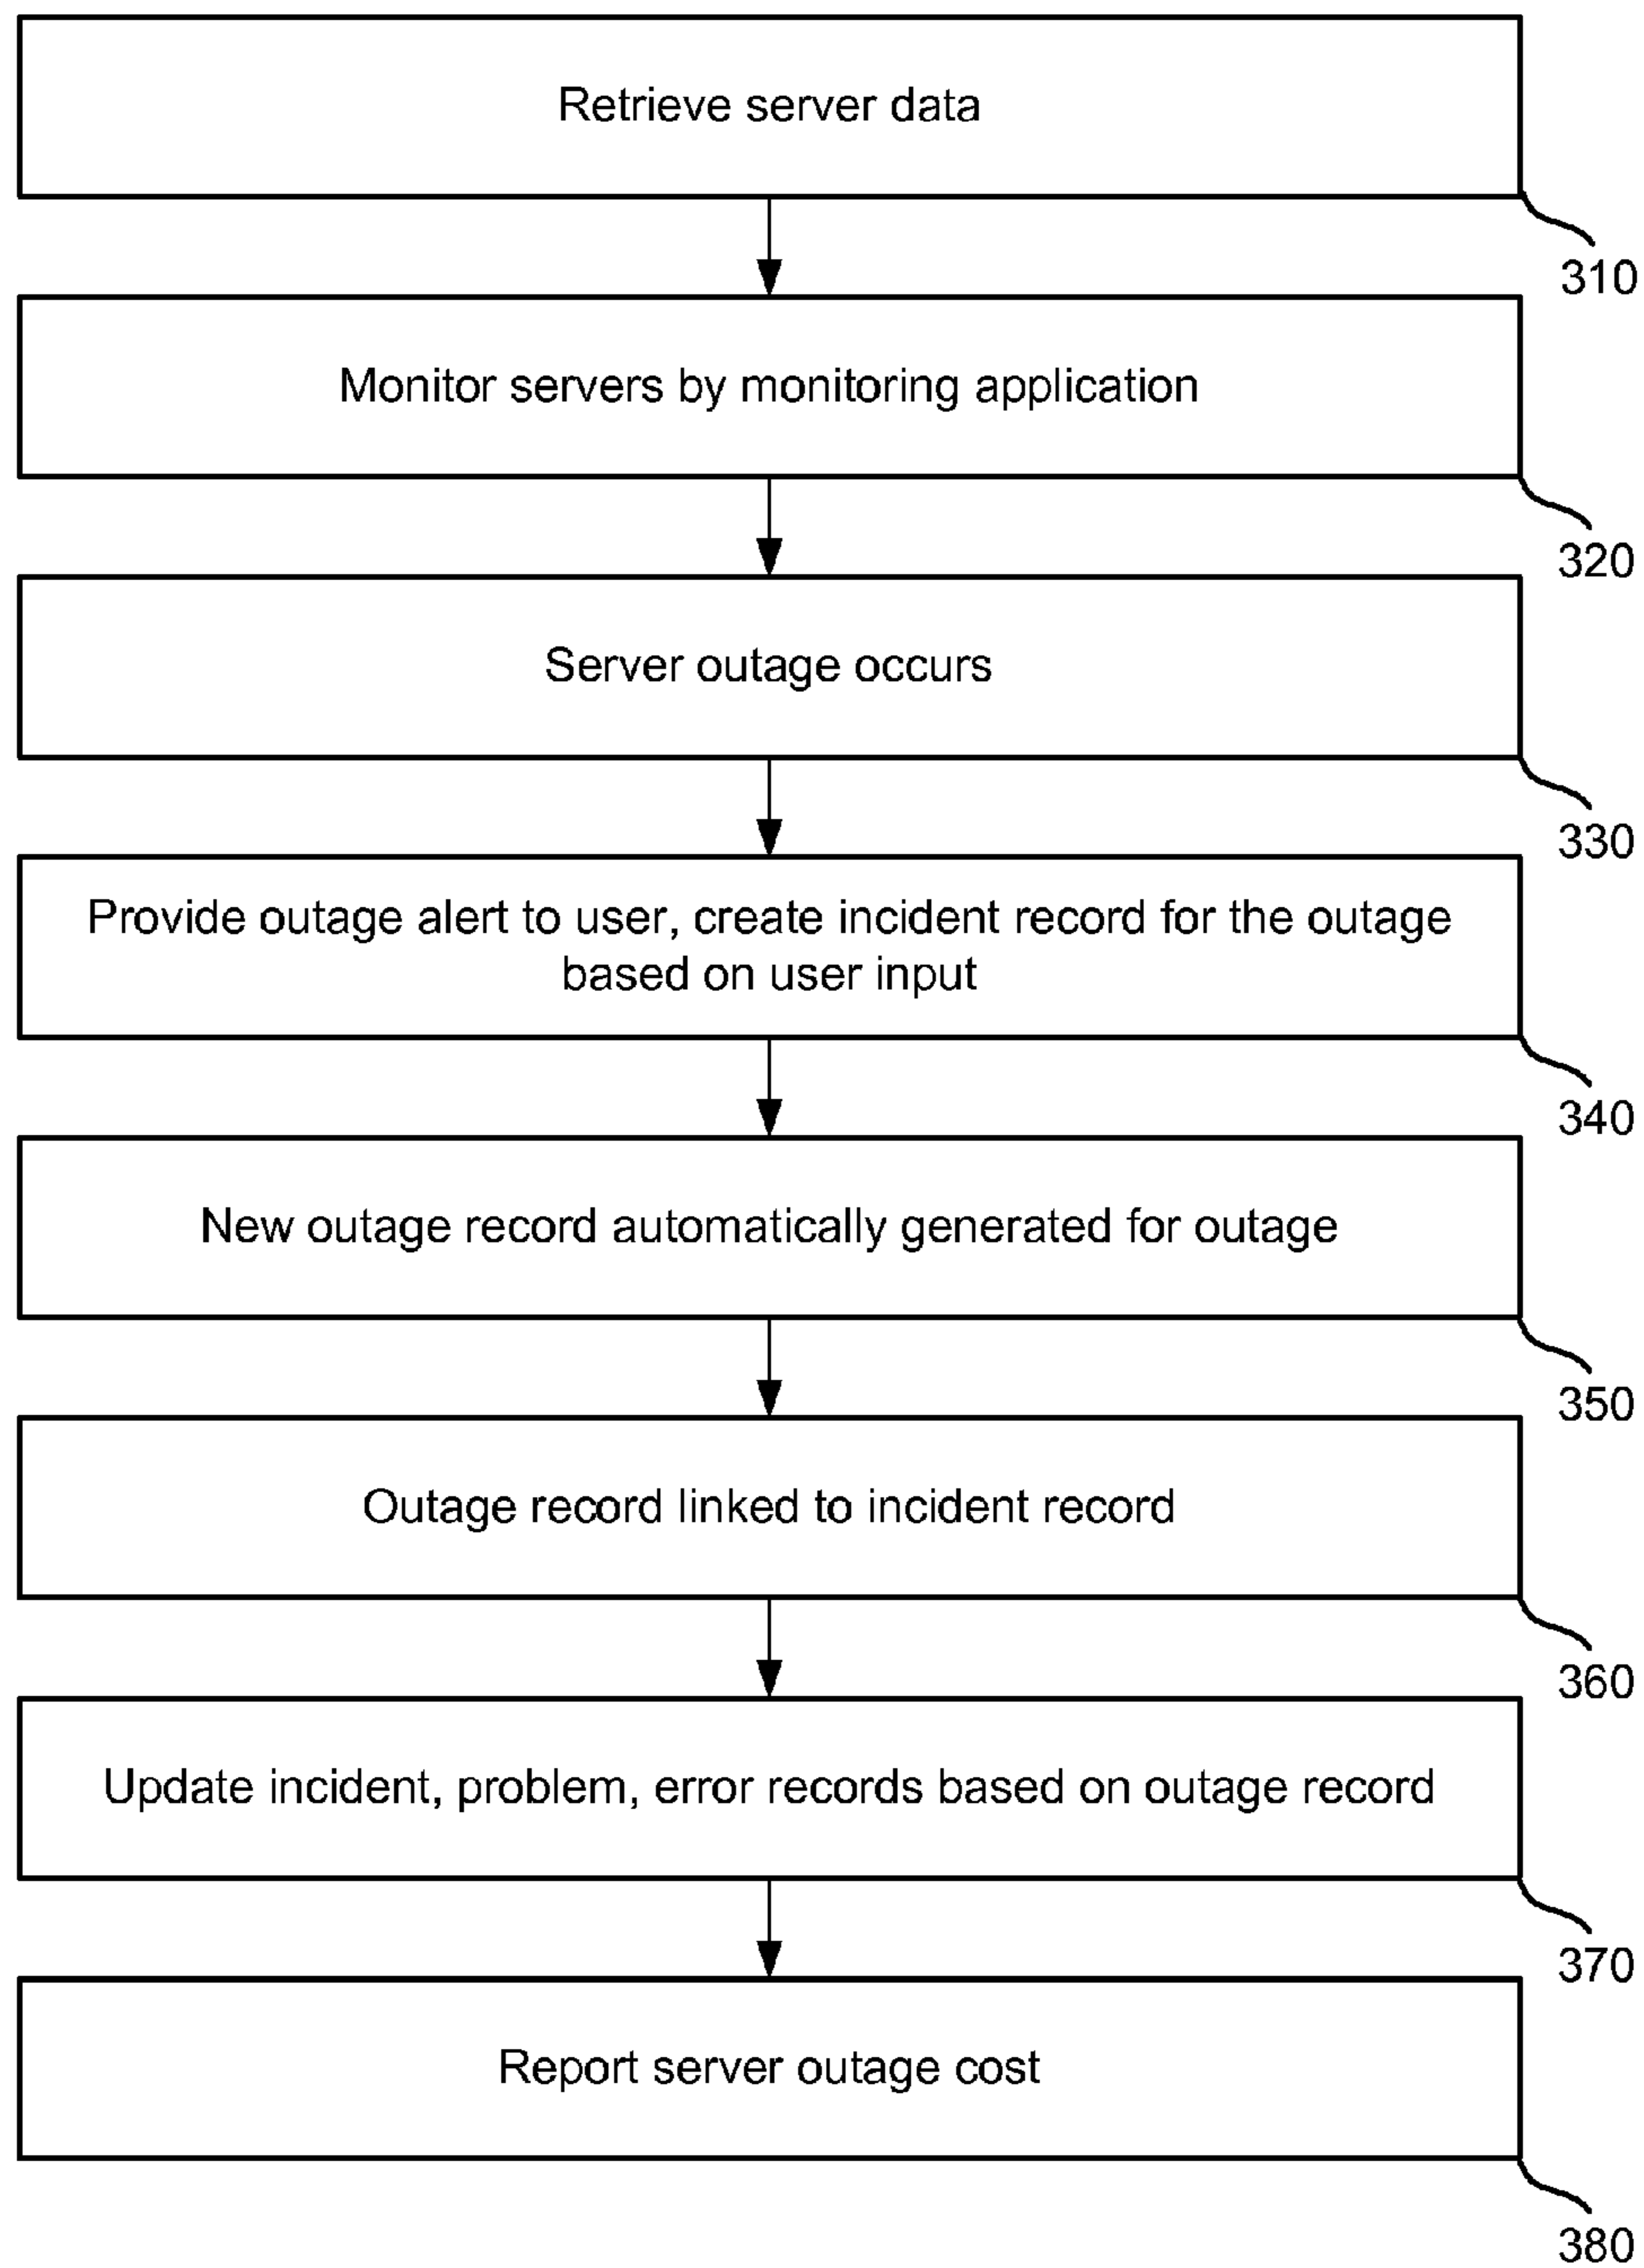 Retrieve server data
310
Monitor servers by monitoring application
320
Server outage occurs
330
Provide outage alert to user, create incident record for the outage
based on user input
340
New outage record automatically generated for outage
350
Outage record linked to incident record
360
Update incident, problem, error records based on outage record
370
Report server outage cost
380